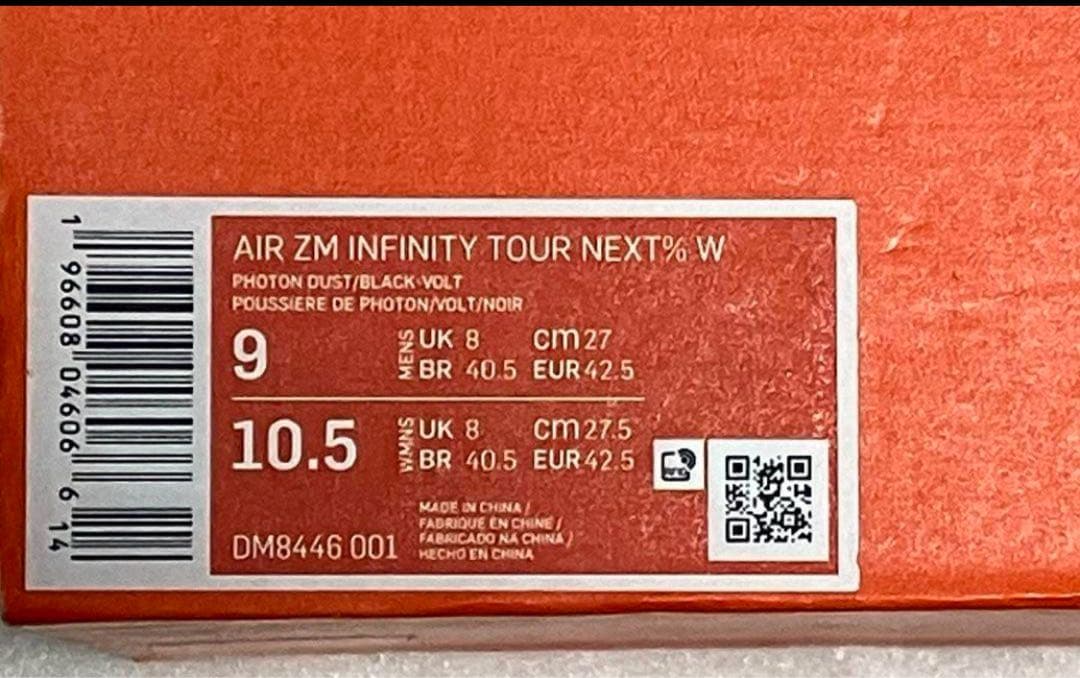 AIR ZM INFINITY TOUR NEXT% W
PHOTON DUST/BLACK-VOLT
POUSSIERE DE PHOTON/VOLT/NOIR
9
MENS
UK 8 cm 27
BR 40.5 EUR 42.5
10.5
WMNS
UK 8 cm 27.5
BR 40.5 EUR 42.5
DM8446 001
MADE IN CHINA /
FABRIQUE EN CHINE /
FABRICADO NA CHINA /
HECHO EN CHINA
1 96608 04606 6 14